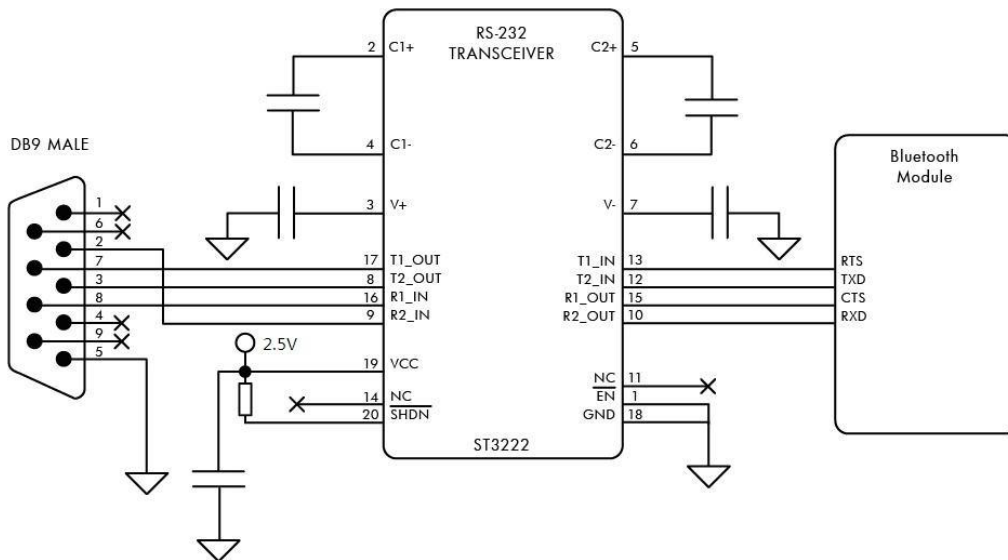 RS-232
TRANSCEIVER
2 C1+
C2+ 5
4 C1-
C2- 6
DB9 MALE
Bluetooth
Module
3 V+
V- 7
1
6
2
7
3
8
4
9
5
17 T1_OUT
8 T2_OUT
16 R1_IN
9 R2_IN
T1_IN 13
T2_IN 12
R1_OUT 15
R2_OUT 10
RTS
TXD
CTS
RXD
2.5V
19 VCC
14 NC
20 SHDN
NC 11
EN 1
GND 18
ST3222